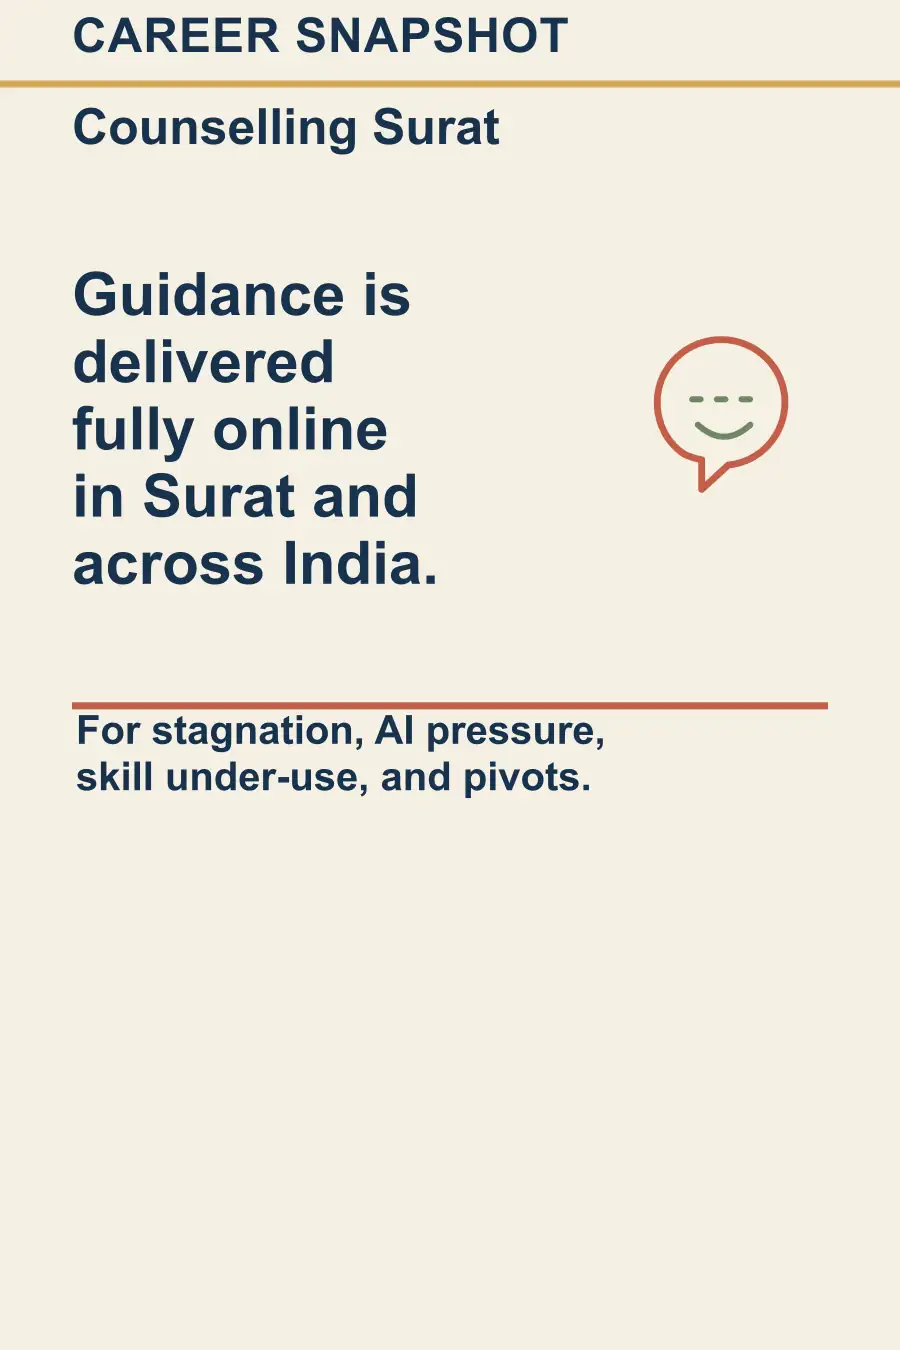 CAREER SNAPSHOT
Counselling Surat
Guidance is
delivered
fully online
in Surat and
across India.
For stagnation, AI pressure,
skill under-use, and pivots.